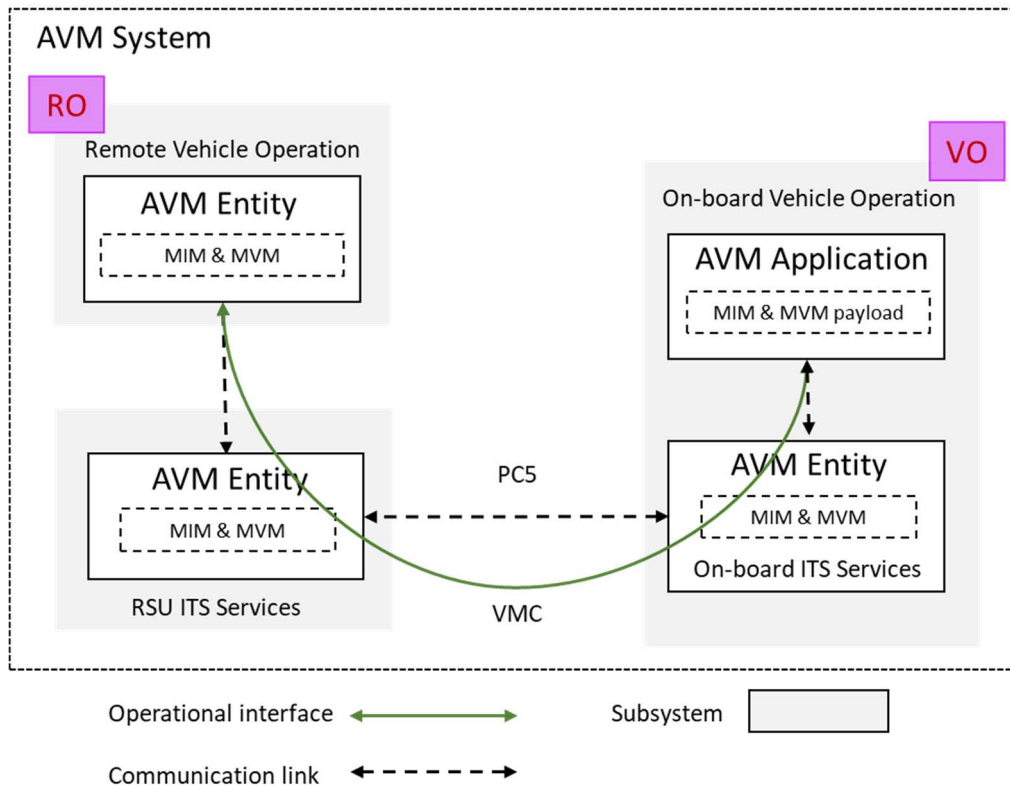 AVM System
RO
Remote Vehicle Operation
AVM Entity
MIM & MVM
VO
On-board Vehicle Operation
AVM Application
MIM & MVM payload
AVM Entity
MIM & MVM
RSU ITS Services
PC5
VMC
AVM Entity
MIM & MVM
On-board ITS Services
Operational interface
Subsystem
Communication link